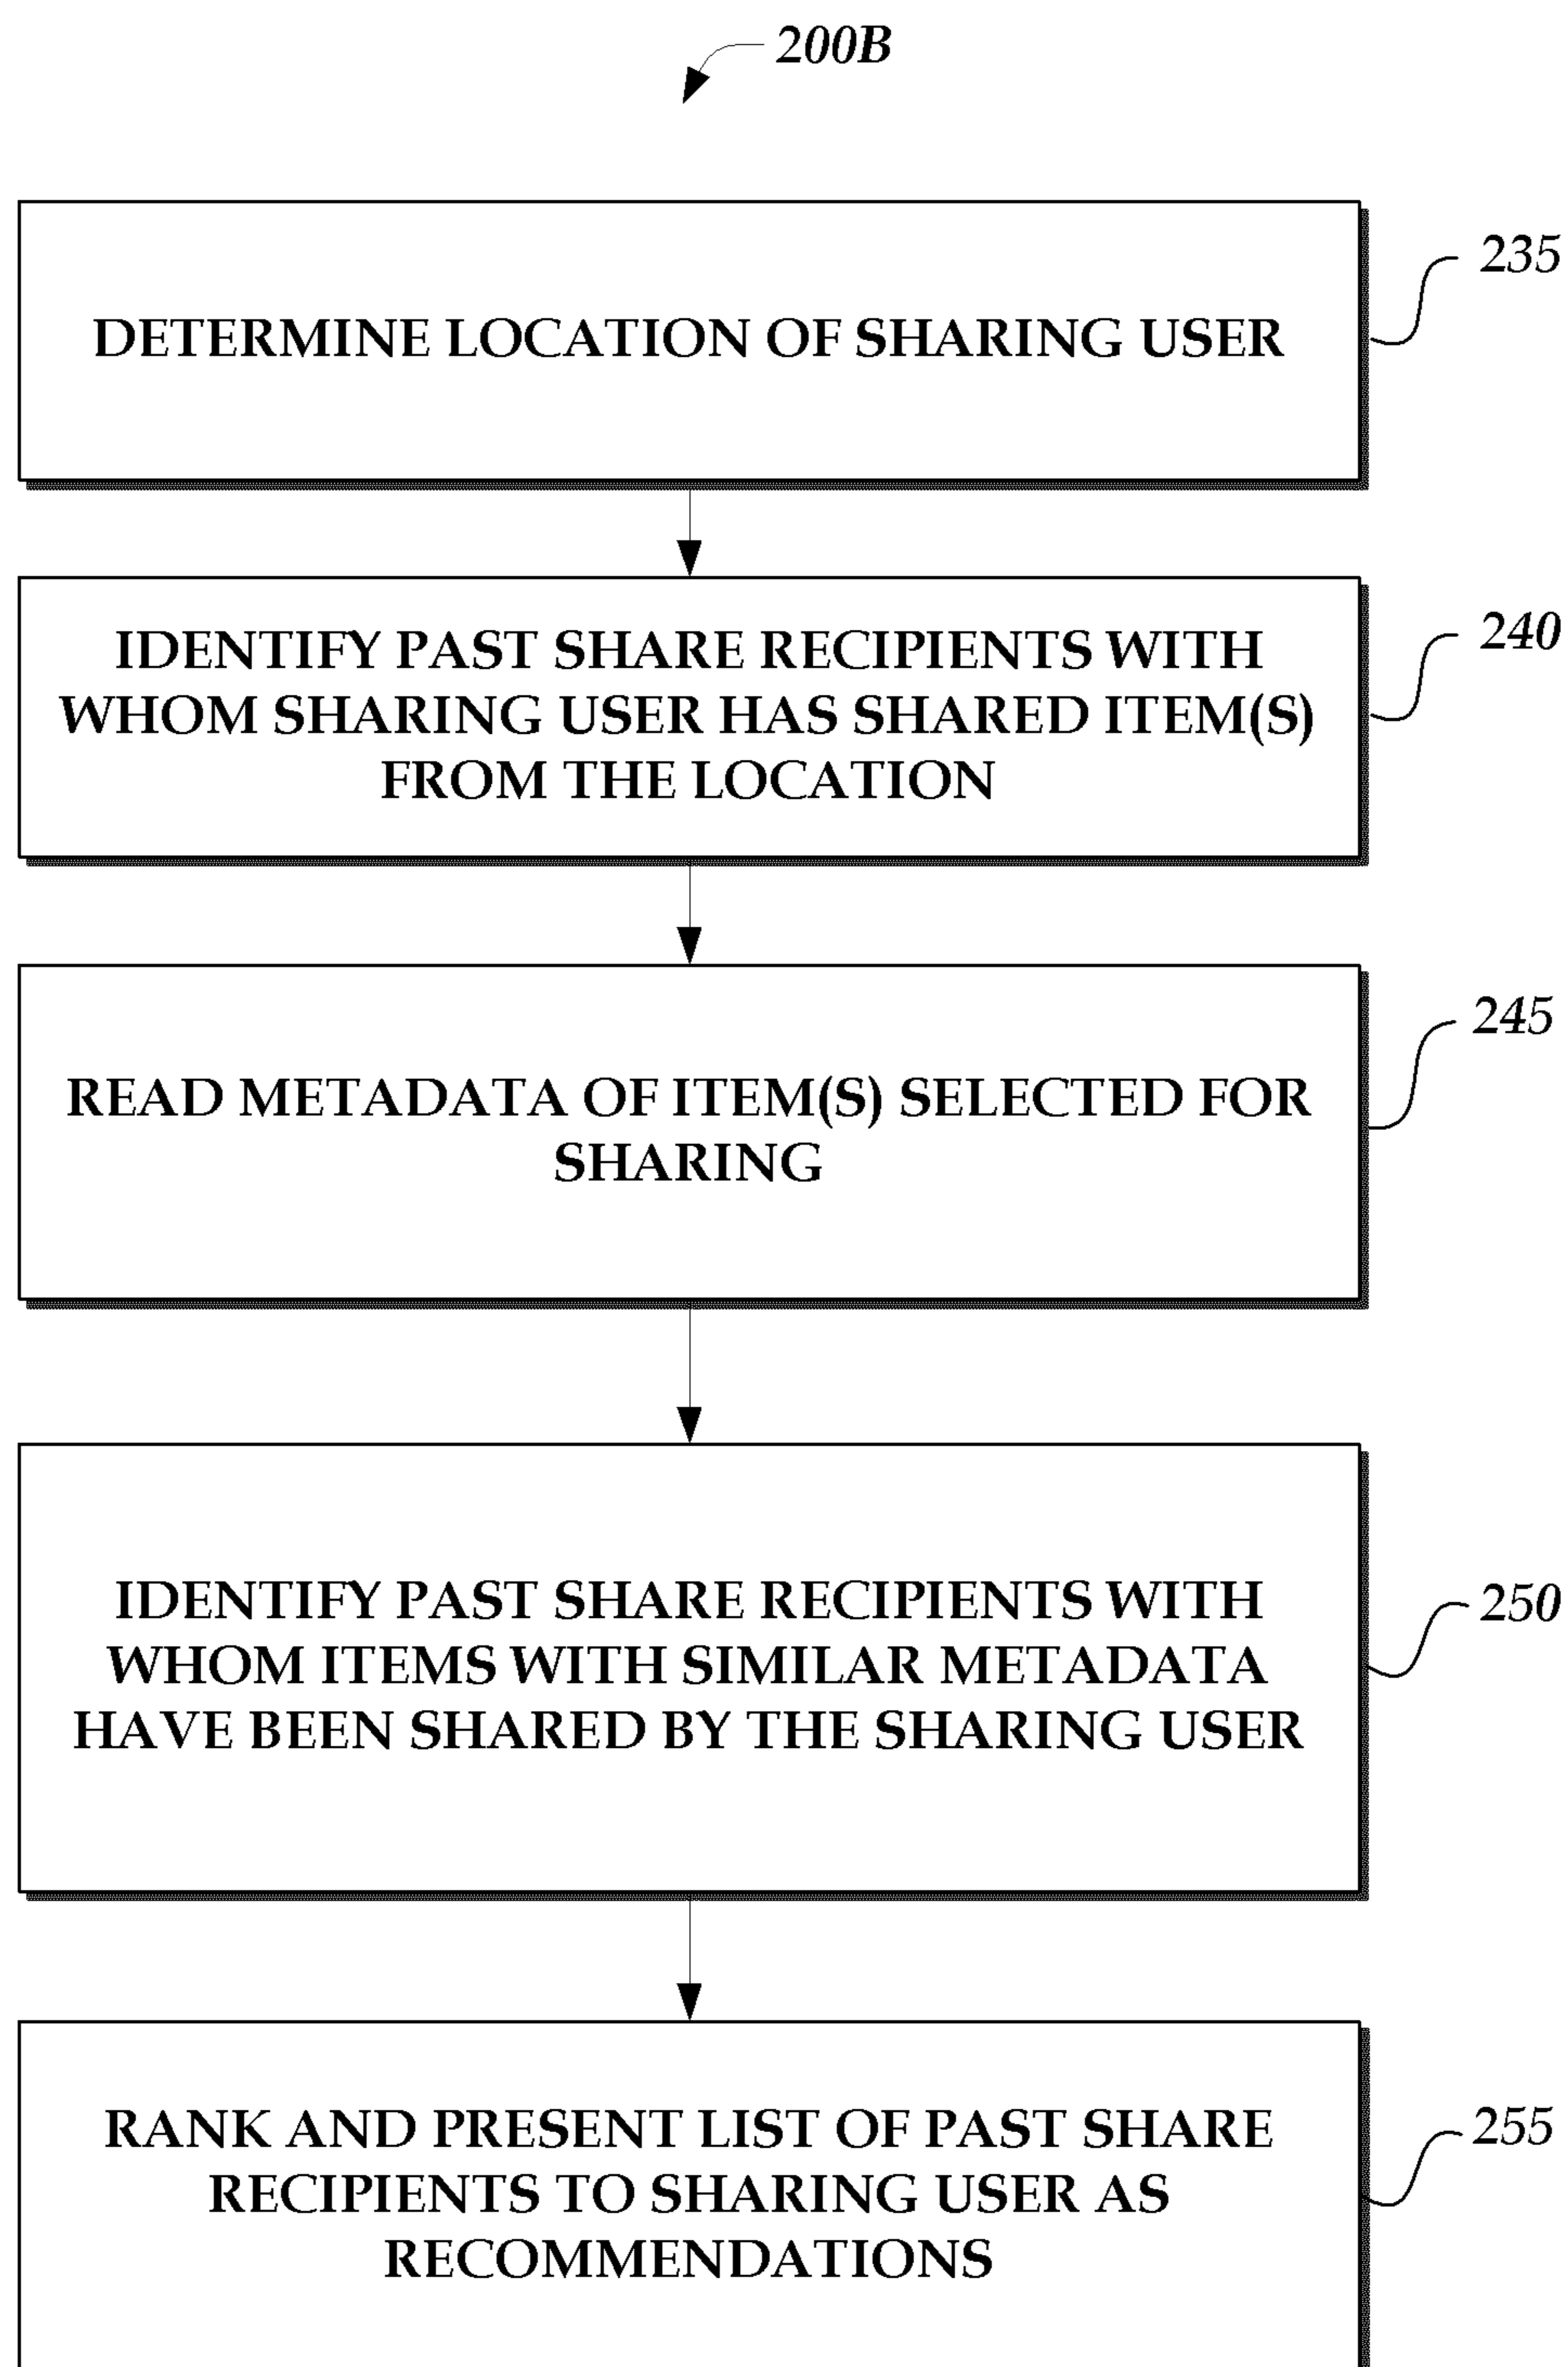 200B
DETERMINE LOCATION OF SHARING USER
235
IDENTIFY PAST SHARE RECIPIENTS WITH
WHOM SHARING USER HAS SHARED ITEM(S)
FROM THE LOCATION
240
READ METADATA OF ITEM(S) SELECTED FOR
SHARING
245
IDENTIFY PAST SHARE RECIPIENTS WITH
WHOM ITEMS WITH SIMILAR METADATA
HAVE BEEN SHARED BY THE SHARING USER
250
RANK AND PRESENT LIST OF PAST SHARE
RECIPIENTS TO SHARING USER AS
RECOMMENDATIONS
255